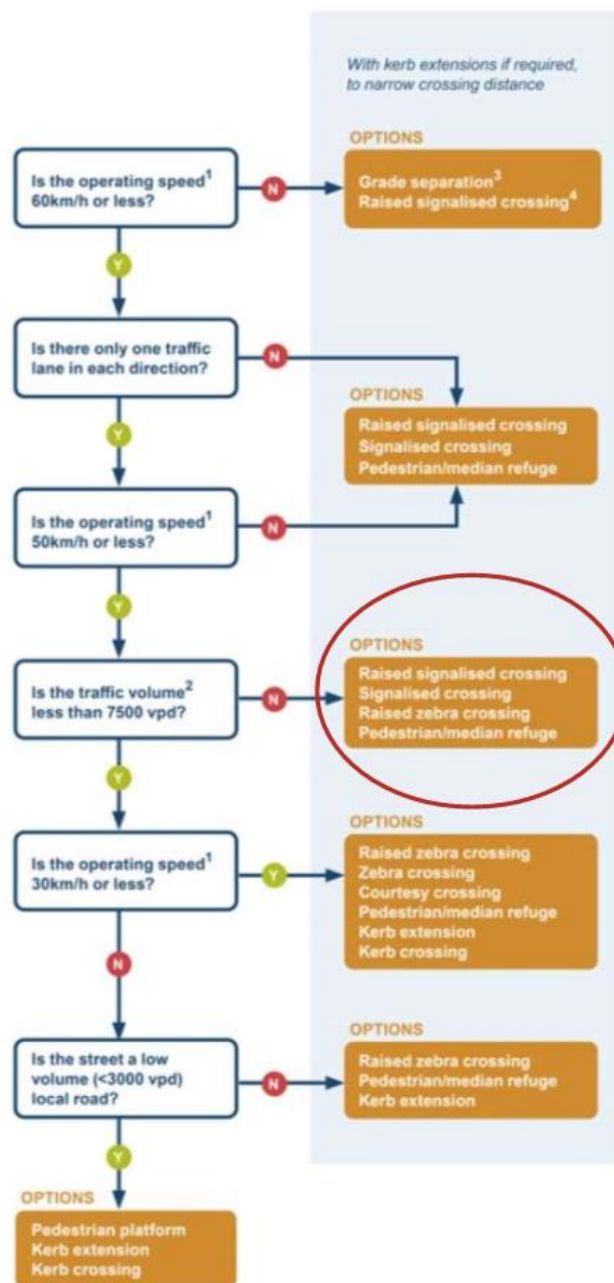 With kerb extensions if required,
to narrow crossing distance
OPTIONS
Is the operating speed¹
60km/h or less?
N
Grade separation³
Raised signalised crossing⁴
Y
Is there only one traffic
lane in each direction?
N
OPTIONS
Raised signalised crossing
Signalised crossing
Pedestrian/median refuge
Y
Is the operating speed¹
50km/h or less?
N
Y
OPTIONS
Is the traffic volume²
less than 7500 vpd?
N
Raised signalised crossing
Signalised crossing
Raised zebra crossing
Pedestrian/median refuge
Y
OPTIONS
Is the operating speed¹
30km/h or less?
Y
Raised zebra crossing
Zebra crossing
Courtesy crossing
Pedestrian/median refuge
Kerb extension
Kerb crossing
N
OPTIONS
Is the street a low
volume (<3000 vpd)
local road?
N
Raised zebra crossing
Pedestrian/median refuge
Kerb extension
Y
OPTIONS
Pedestrian platform
Kerb extension
Kerb crossing